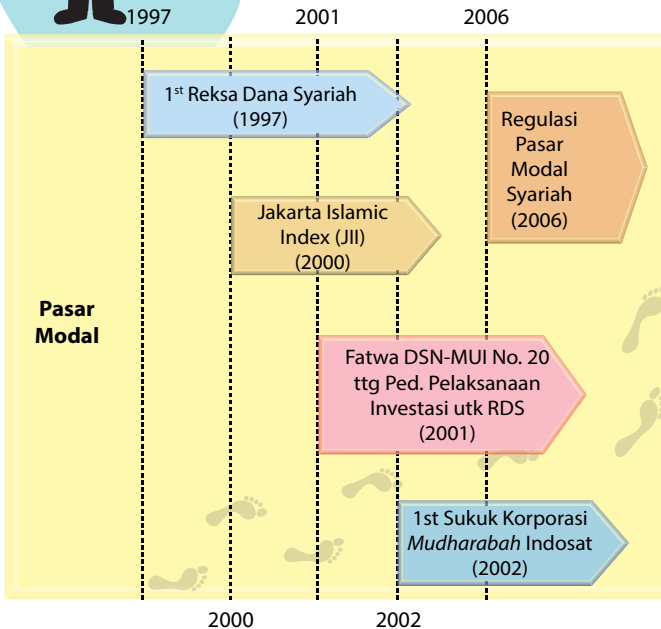 1997
2001
2006
1st Reksa Dana Syariah
(1997)
Regulasi
Pasar
Modal
Syariah
(2006)
Jakarta Islamic
Index (JII)
(2000)
Pasar
Modal
Fatwa DSN-MUI No. 20
ttg Ped. Pelaksanaan
Investasi utk RDS
(2001)
1st Sukuk Korporasi
Mudharabah Indosat
(2002)
2000
2002